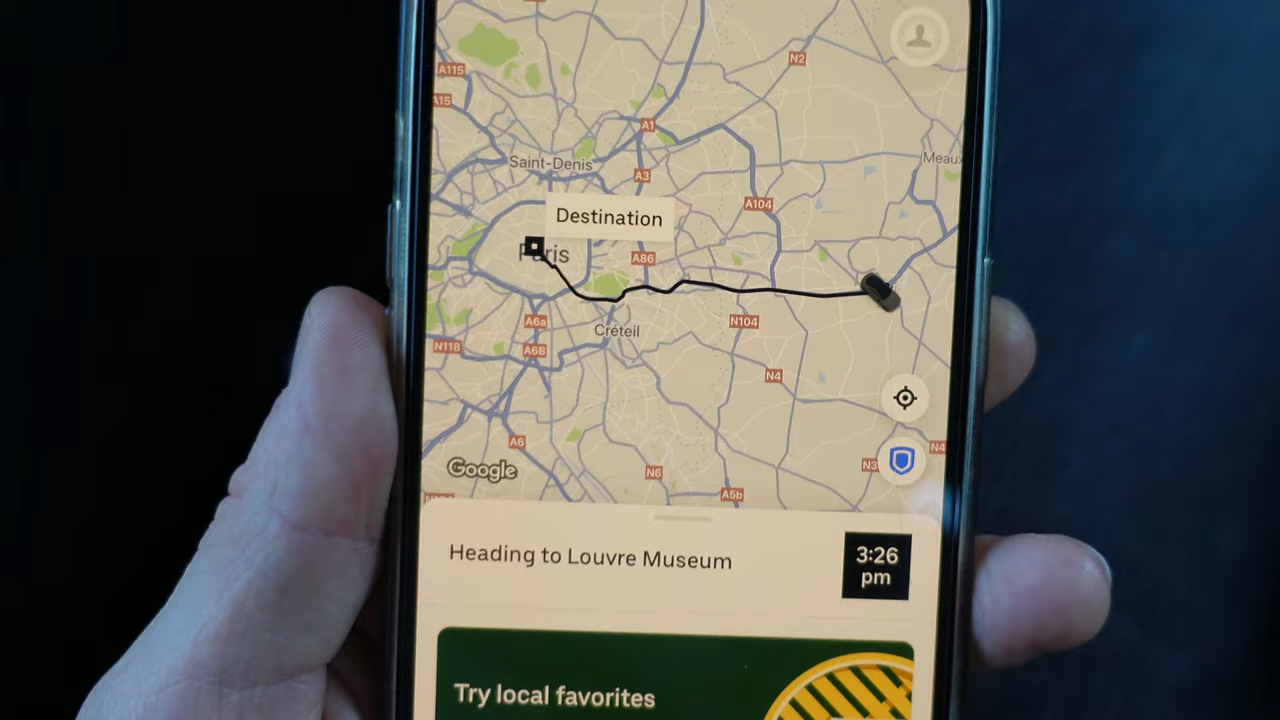 A115
N2
A15
A1
Saint-Denis
Meaux
A3
A104
Destination
Paris
A86
A6a
Créteil
N104
N118
A6B
N4
A6
N4
N3
N6
A5b
Google
Heading to Louvre Museum
3:26
pm
Try local favorites